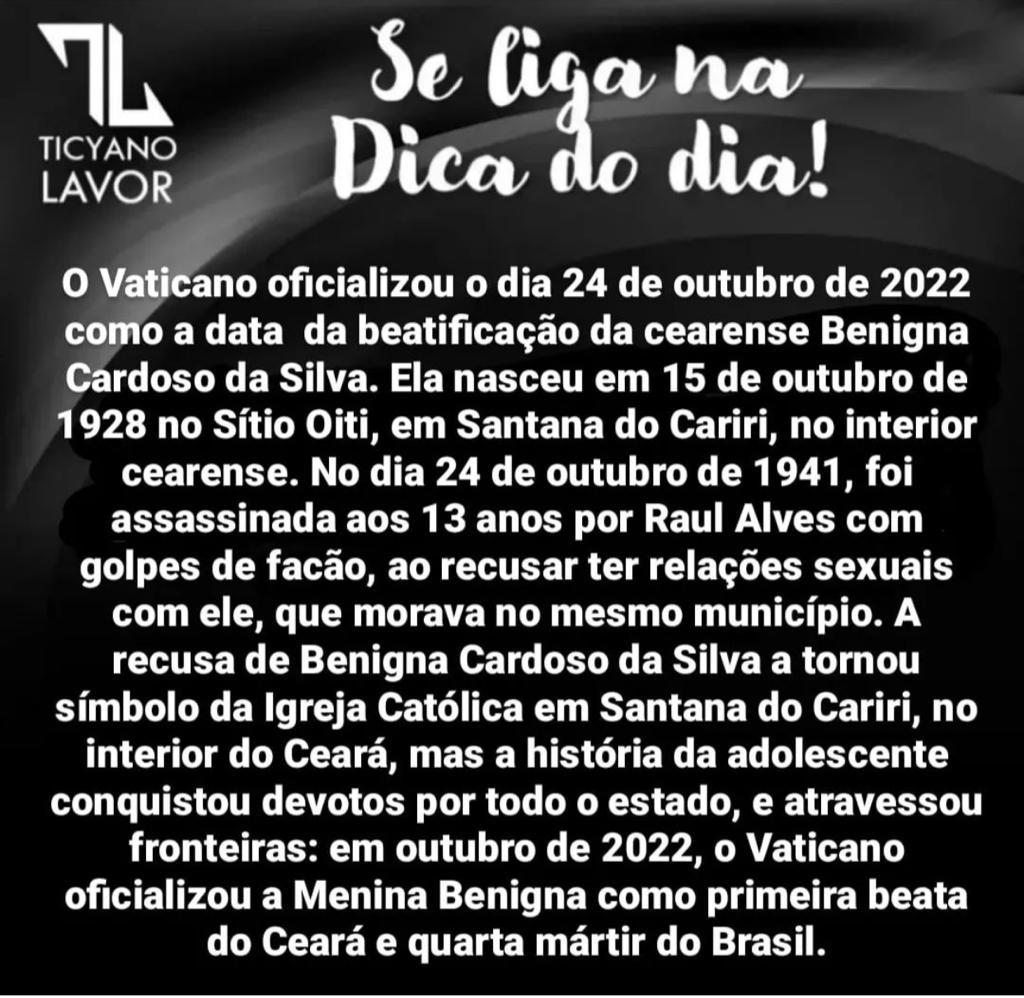 TICYANO
LAVOR
Se liga na
Dica do dia!
O Vaticano oficializou o dia 24 de outubro de 2022
como a data da beatificação da cearense Benigna
Cardoso da Silva. Ela nasceu em 15 de outubro de
1928 no Sítio Oiti, em Santana do Cariri, no interior
cearense. No dia 24 de outubro de 1941, foi
assassinada aos 13 anos por Raul Alves com
golpes de facão, ao recusar ter relações sexuais
com ele, que morava no mesmo município. A
recusa de Benigna Cardoso da Silva a tornou
símbolo da Igreja Católica em Santana do Cariri, no
interior do Ceará, mas a história da adolescente
conquistou devotos por todo o estado, e atravessou
fronteiras: em outubro de 2022, o Vaticano
oficializou a Menina Benigna como primeira beata
do Ceará e quarta mártir do Brasil.